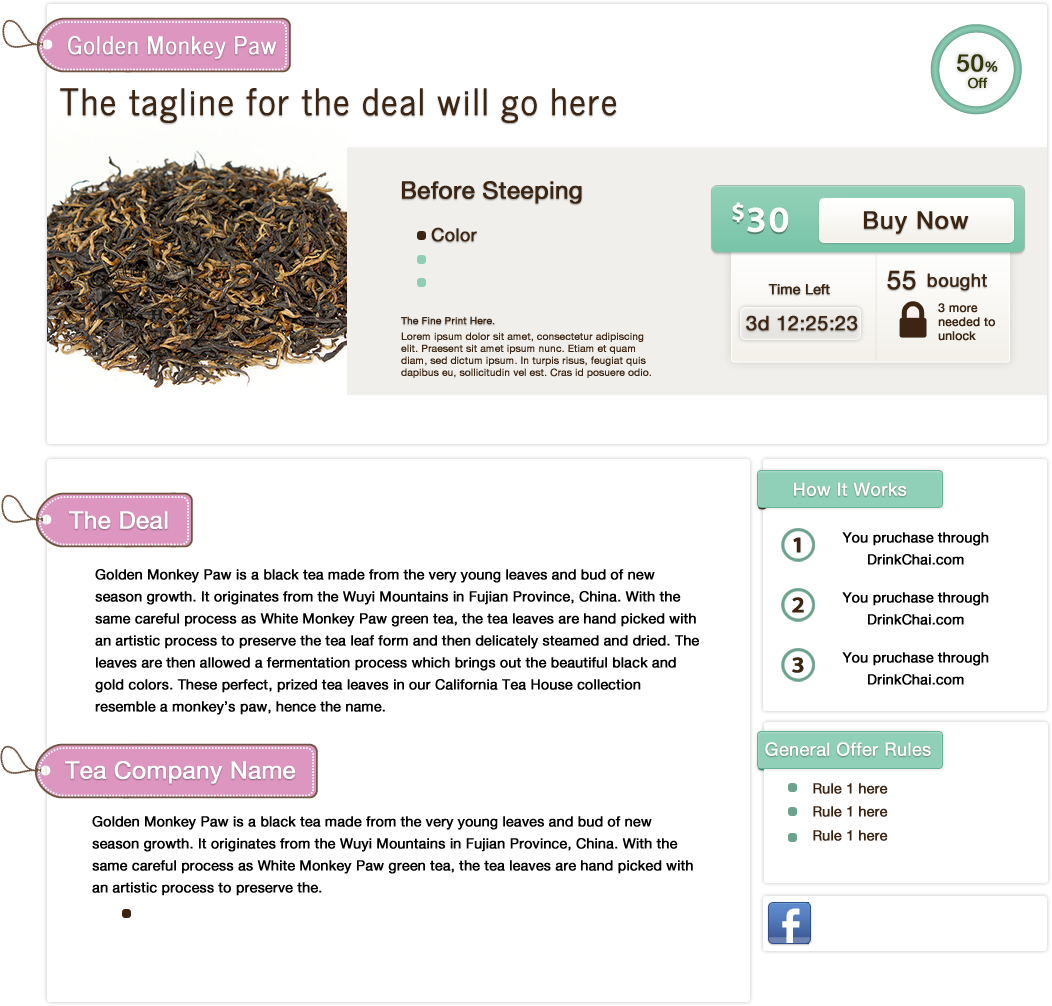 Golden Monkey Paw
The tagline for the deal will go here
50%
Off
Before Steeping
Color
The Fine Print Here.
Lorem ipsum dolor sit amet, consectetur adipiscing
elit. Praesent sit amet ipsum nunc. Etiam et quam
diam, sed dictum ipsum. In turpis risus, feugiat quis
dapibus eu, sollicitudin vel est. Cras id posuere odio.
$30
Buy Now
Time Left
3d 12:25:23
55 bought
3 more
needed to
unlock
The Deal
Golden Monkey Paw is a black tea made from the very young leaves and bud of new
season growth. It originates from the Wuyi Mountains in Fujian Province, China. With the
same careful process as White Monkey Paw green tea, the tea leaves are hand picked with
an artistic process to preserve the tea leaf form and then delicately steamed and dried. The
leaves are then allowed a fermentation process which brings out the beautiful black and
gold colors. These perfect, prized tea leaves in our California Tea House collection
resemble a monkey's paw, hence the name.
Tea Company Name
Golden Monkey Paw is a black tea made from the very young leaves and bud of new
season growth. It originates from the Wuyi Mountains in Fujian Province, China. With the
same careful process as White Monkey Paw green tea, the tea leaves are hand picked with
an artistic process to preserve the.
How It Works
1
You pruchase through
DrinkChai.com
2
You pruchase through
DrinkChai.com
3
You pruchase through
DrinkChai.com
General Offer Rules
Rule 1 here
Rule 1 here
Rule 1 here
f